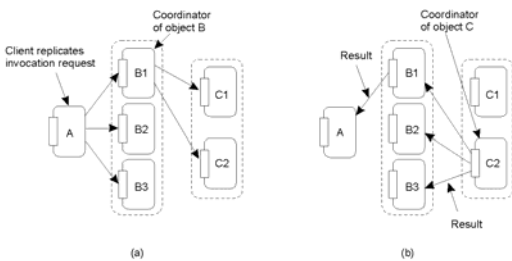 Coordinator
of object B
Client replicates
invocation request
A
B1
B2
B3
C1
C2
(a)
Coordinator
of object C
Result
A
B1
B2
B3
C1
C2
Result
(b)